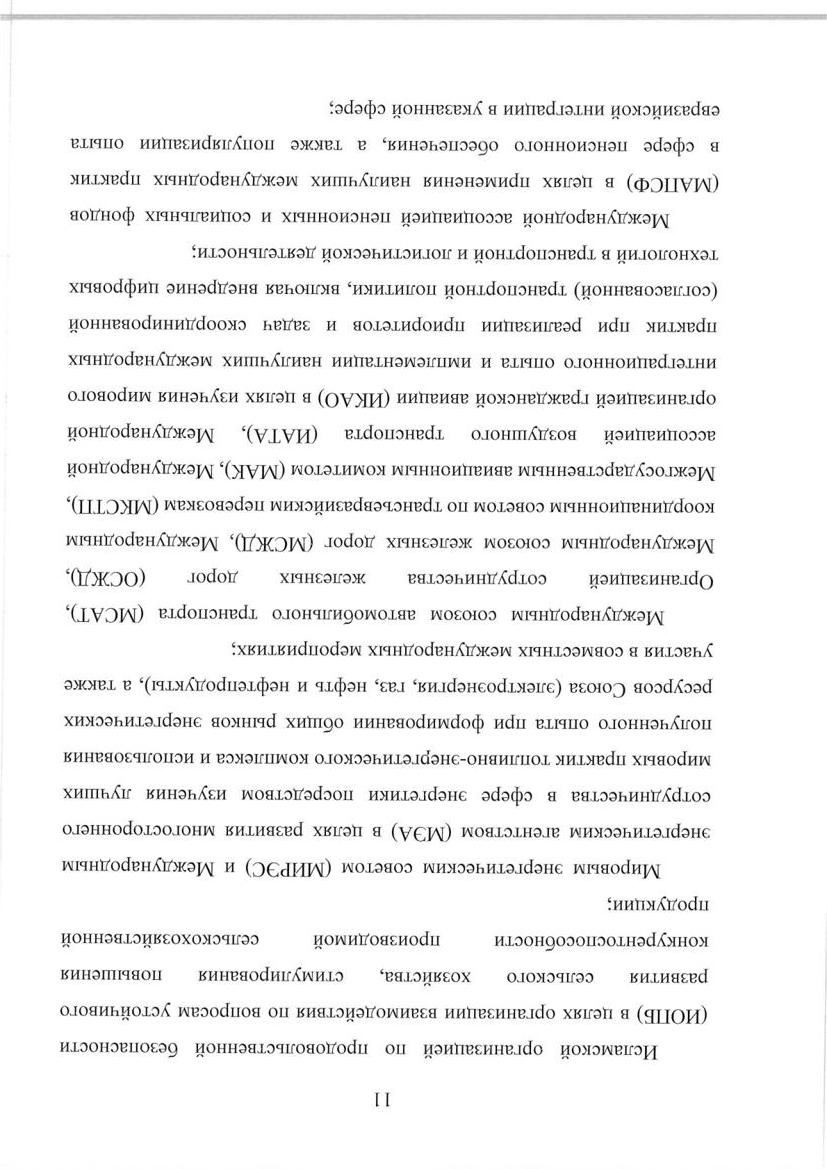 11
Исламской организацией по продовольственной безопасности
(ИОПБ) в целях организации взаимодействия по вопросам устойчивого
развития сельского хозяйства, стимулирования повышения
конкурентоспособности производимой сельскохозяйственной
продукции;
Мировым энергетическим советом (МИРЭС) и Международным
энергетическим агентством (МЭА) в целях развития многостороннего
сотрудничества в сфере энергетики посредством изучения лучших
мировых практик топливно-энергетического комплекса и использования
полученного опыта при формировании общих рынков энергетических
ресурсов Союза (электроэнергия, газ, нефть и нефтепродукты), а также
участия в совместных международных мероприятиях;
Международным союзом автомобильного транспорта (МСАТ),
Организацией сотрудничества железных дорог (ОСЖД),
Международным союзом железных дорог (МСЖД), Международным
координационным советом по трансъевразийским перевозкам (МКСТП),
Межгосударственным авиационным комитетом (МАК), Международной
ассоциацией воздушного транспорта (ИАТА), Международной
организацией гражданской авиации (ИКАО) в целях изучения мирового
интеграционного опыта и имплементации наилучших международных
практик при реализации приоритетов и задач скоординированной
(согласованной) транспортной политики, включая внедрение цифровых
технологий в транспортной и логистической деятельности;
Международной ассоциацией пенсионных и социальных фондов
(МАПСФ) в целях применения наилучших международных практик
в сфере пенсионного обеспечения, а также популяризации опыта
евразийской интеграции в указанной сфере;